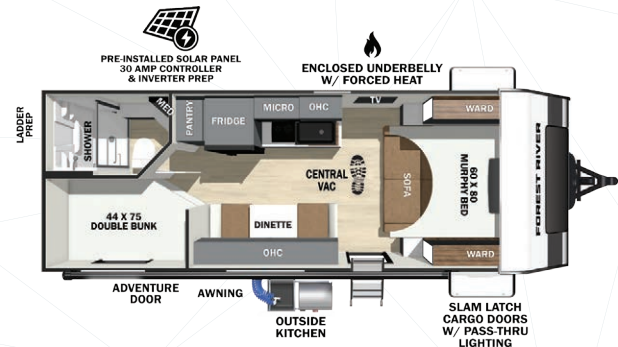 PRE-INSTALLED SOLAR PANEL
30 AMP CONTROLLER
& INVERTER PREP
ENCLOSED UNDERBELLY
W/ FORCED HEAT
LADDER
PREP
SHOWER
MED
PANTRY
FRIDGE
MICRO
OHC
TV
WARD
CENTRAL
VAC
SOFA
60 X 80
MURPHY BED
FOREST RIVER
44 X 75
DOUBLE BUNK
DINETTE
OHC
WARD
ADVENTURE
DOOR
AWNING
OUTSIDE
KITCHEN
SLAM LATCH
CARGO DOORS
W/ PASS-THRU
LIGHTING